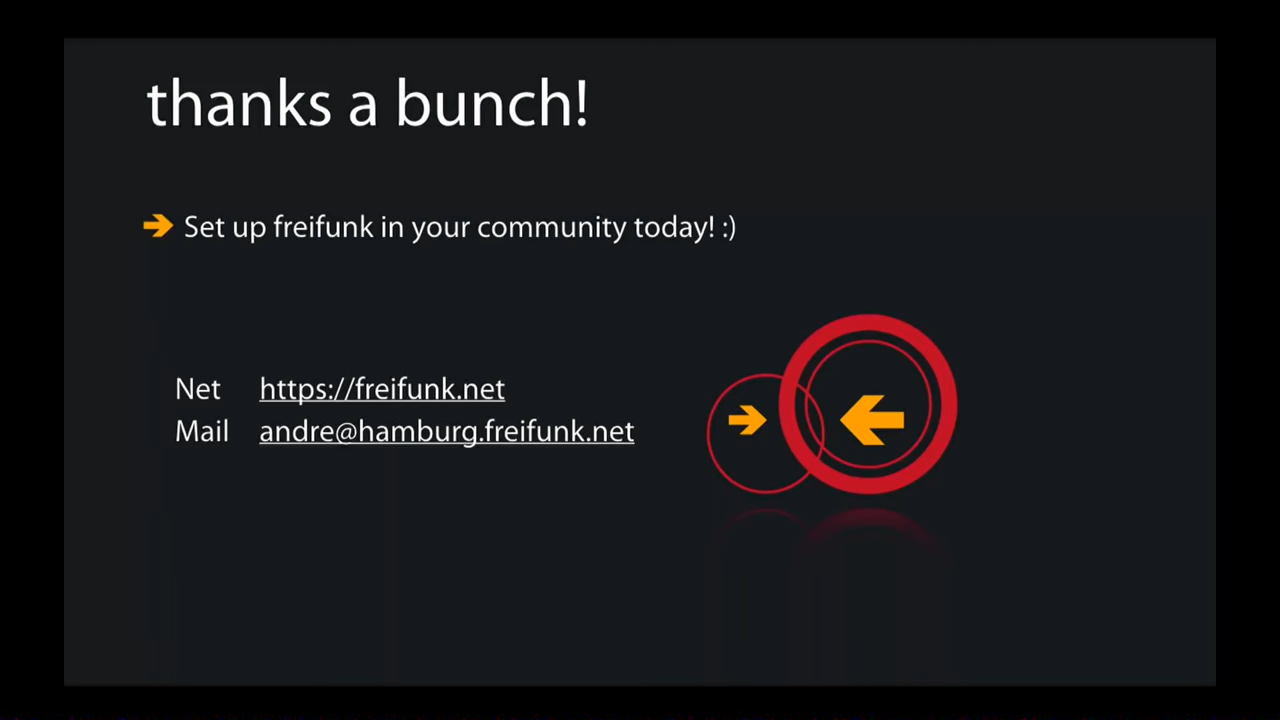 thanks a bunch!
Set up freifunk in your community today! :)
Net https://freifunk.net
Mail andre@hamburg.freifunk.net